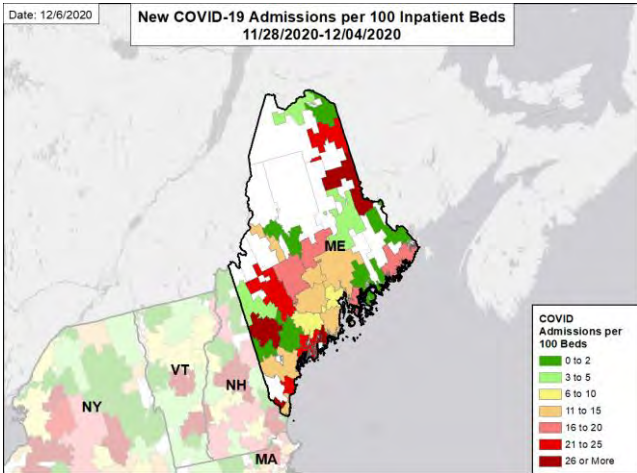 Date: 12/6/2020
New COVID-19 Admissions per 100 Inpatient Beds
11/28/2020-12/04/2020
ME
VT
NH
NY
MA
COVID
Admissions per
100 Beds
0 to 2
3 to 5
6 to 10
11 to 15
16 to 20
21 to 25
26 or More